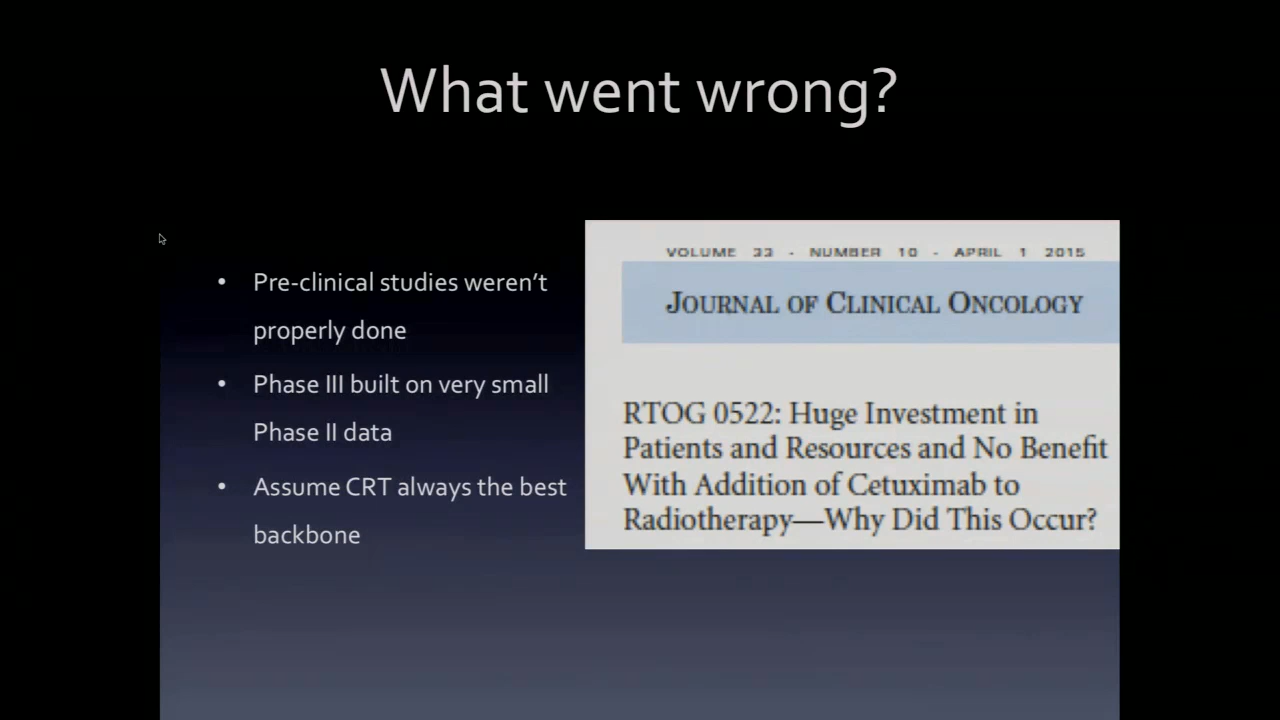 What went wrong?
• Pre-clinical studies weren’t
properly done
• Phase III built on very small
Phase II data
• Assume CRT always the best
backbone
VOLUME 33 · NUMBER 10 · APRIL 1 2015
JOURNAL OF CLINICAL ONCOLOGY
RTOG 0522: Huge Investment in
Patients and Resources and No Benefit
With Addition of Cetuximab to
Radiotherapy—Why Did This Occur?